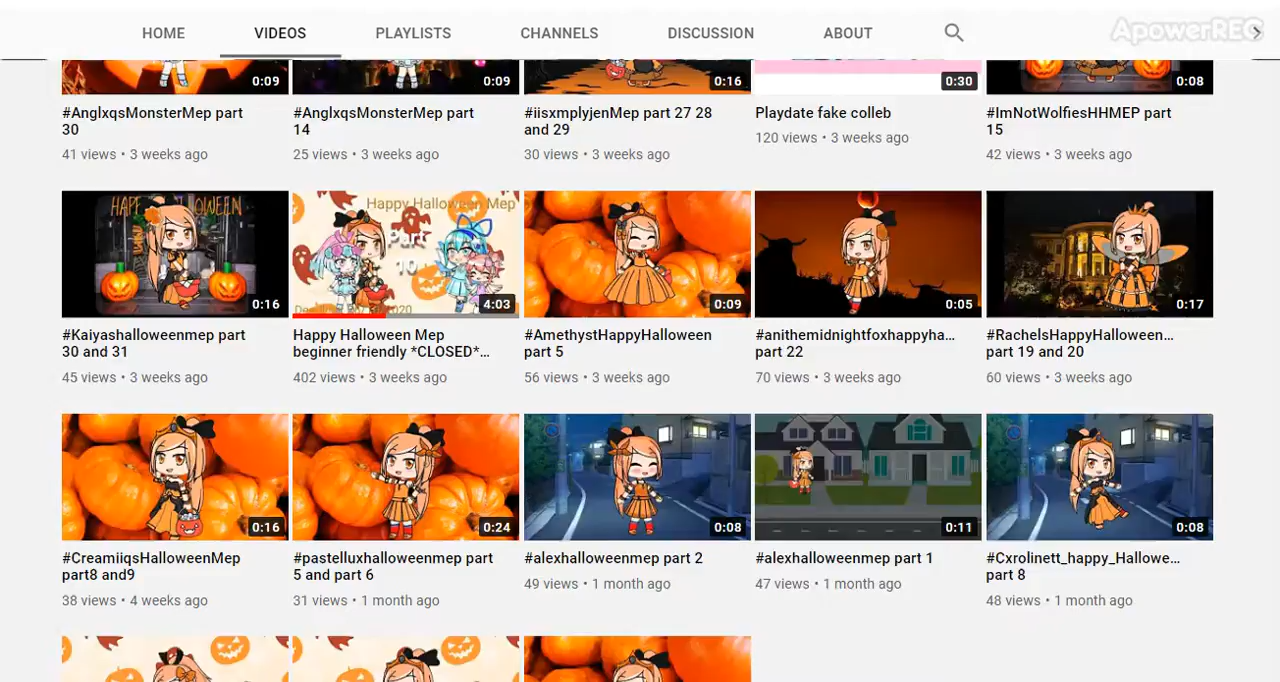 HOME VIDEOS PLAYLISTS CHANNELS DISCUSSION ABOUT ApowerREC
0:09 0:09 0:16 0:30 0:08
#AnglxqsMonsterMep part
30
41 views • 3 weeks ago
#AnglxqsMonsterMep part
14
25 views • 3 weeks ago
#iisxmplyjenMep part 27 28
and 29
30 views • 3 weeks ago
Playdate fake colleb
120 views • 3 weeks ago
#ImNotWolfiesHHMEP part
15
42 views • 3 weeks ago
HAPPY HALLOWEEN
0:16
Happy Halloween Mep
Part
10
4:03
2020
0:09
0:05
0:17
#Kaiyashalloweenmep part
30 and 31
45 views • 3 weeks ago
Happy Halloween Mep
beginner friendly *CLOSED*...
402 views • 3 weeks ago
#AmethystHappyHalloween
part 5
56 views • 3 weeks ago
#anithemidnightfoxhappyha...
part 22
70 views • 3 weeks ago
#RachelsHappyHalloween...
part 19 and 20
60 views • 3 weeks ago
0:16 0:24 0:08 0:11 0:08
#CreamiiqsHalloweenMep
part8 and9
38 views • 4 weeks ago
#pastelluxhalloweenmep part
5 and part 6
31 views • 1 month ago
#alexhalloweenmep part 2
49 views • 1 month ago
#alexhalloweenmep part 1
47 views • 1 month ago
#Cxrolinett_happy_Hallowe...
part 8
48 views • 1 month ago